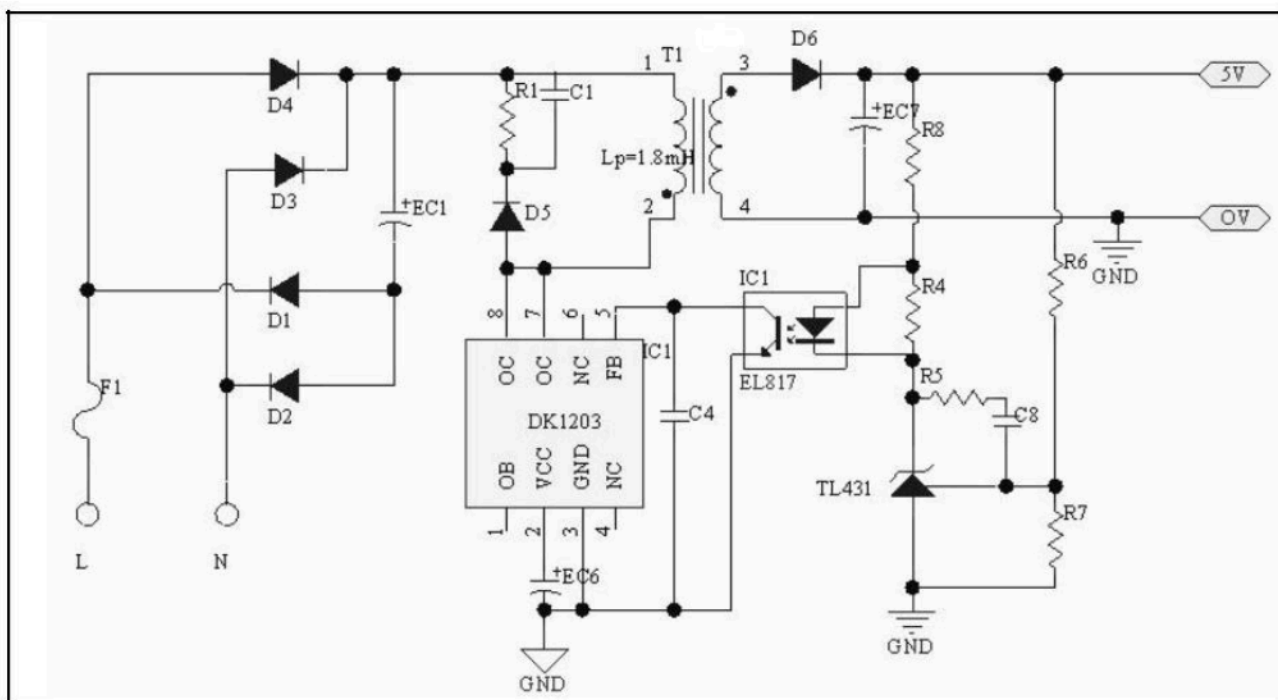 T1
D6
1
3
5V
D4
R1
C1
+EC7
R8
Lp=1.8mH
D3
+EC1
D5
2
4
OV
GND
R6
IC1
R4
D1
8
7
6
5
IC1
OC
OC
NC
FB
EL817
R5
F1
D2
C4
C8
DK1203
OB
VCC
GND
NC
TL431
R7
1
2
3
4
L
N
+EC6
GND
GND